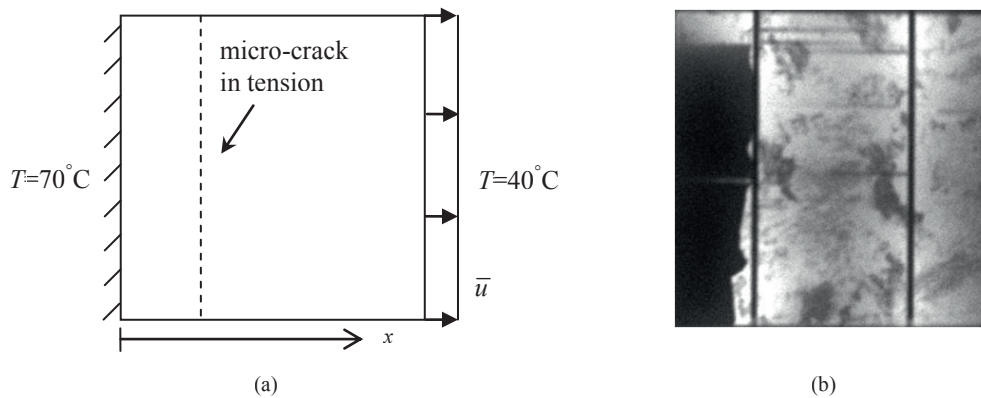 micro-crack
in tension
T=70°C
T=40°C
u̅
x
(a)
(b)